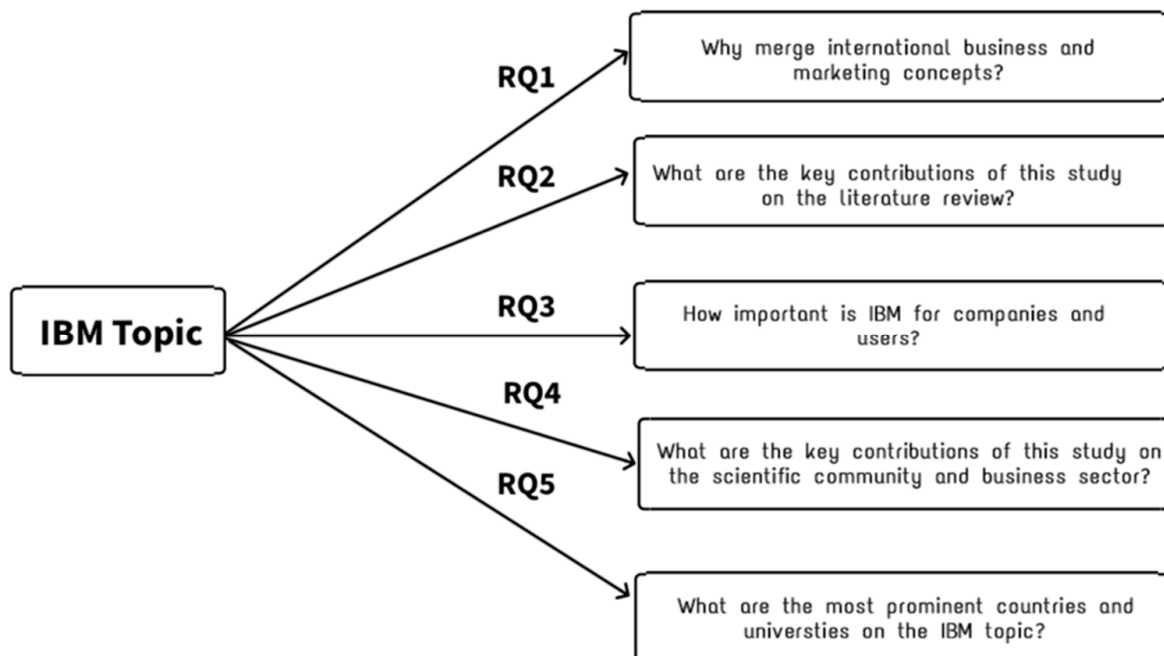 RQ1
Why merge international business and
marketing concepts?
RQ2
What are the key contributions of this study
on the literature review?
IBM Topic
RQ3
How important is IBM for companies and
users?
RQ4
What are the key contributions of this study on
the scientific community and business sector?
RQ5
What are the most prominent countries and
universties on the IBM topic?